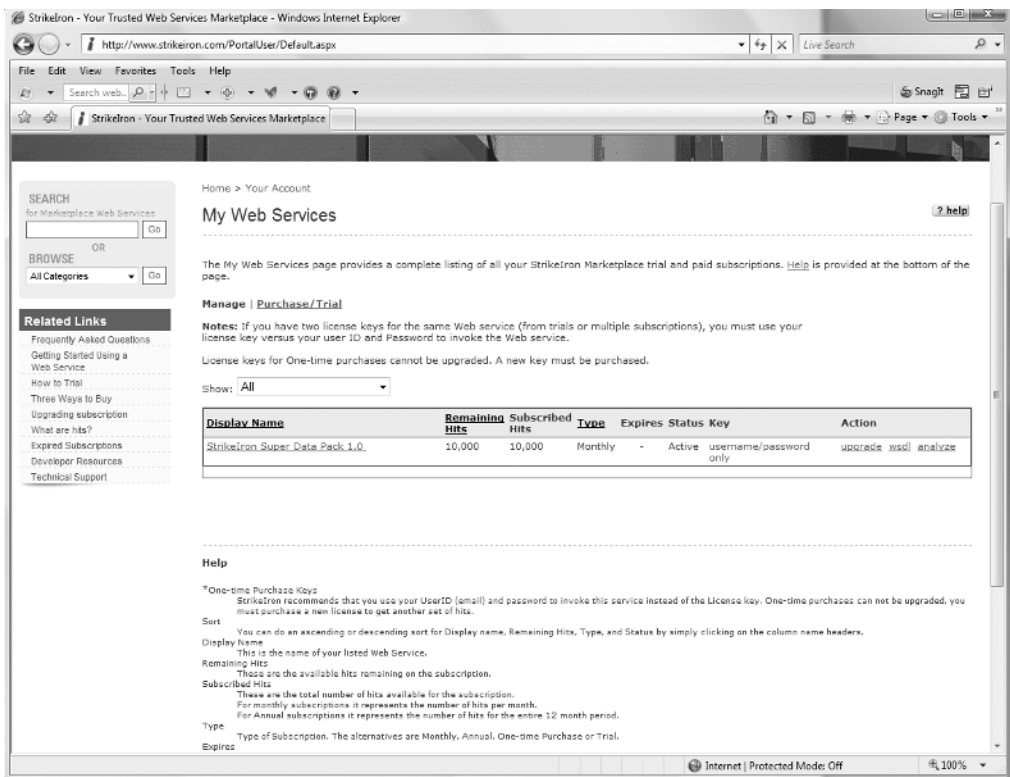 StrikeIron - Your Trusted Web Services Marketplace - Windows Internet Explorer
http://www.strikeiron.com/PortalUser/Default.aspx
Live Search
File Edit View Favorites Tools Help
Search web..
SnagIt
StrikeIron - Your Trusted Web Services Marketplace
Page Tools
SEARCH
for Marketplace Web Services
Go
OR
BROWSE
All Categories Go
Related Links
Frequently Asked Questions
Getting Started Using a
Web Service
How to Trial
Three Ways to Buy
Upgrading subscription
What are hits?
Expired Subscriptions
Developer Resources
Technical Support
Home > Your Account
My Web Services
? help
The My Web Services page provides a complete listing of all your StrikeIron Marketplace trial and paid subscriptions. Help is provided at the bottom of the
page.
Manage | Purchase/Trial
Notes: If you have two license keys for the same Web service (from trials or multiple subscriptions), you must use your
license key versus your user ID and Password to invoke the Web service.
License keys for One-time purchases cannot be upgraded. A new key must be purchased.
Show: All
Display Name Remaining Hits Subscribed Hits Type Expires Status Key Action
StrikeIron Super Data Pack 1.0 10,000 10,000 Monthly - Active username/password only upgrade wsdl analyze
Help
*One-time Purchase Keys
StrikeIron recommends that you use your UserID (email) and password to invoke this service instead of the License key. One-time purchases can not be upgraded, you
must purchase a new license to get another set of hits.
Sort
You can do an ascending or descending sort for Display name, Remaining Hits, Type, and Status by simply clicking on the column name headers.
Display Name
This is the name of your listed Web Service.
Remaining Hits
These are the available hits remaining on the subscription.
Subscribed Hits
These are the total number of hits available for the subscription.
For monthly subscriptions it represents the number of hits per month.
For Annual subscriptions it represents the number of hits for the entire 12 month period.
Type
Type of Subscription. The alternatives are Monthly, Annual, One-time Purchase or Trial.
Expires
Internet | Protected Mode: Off
100%